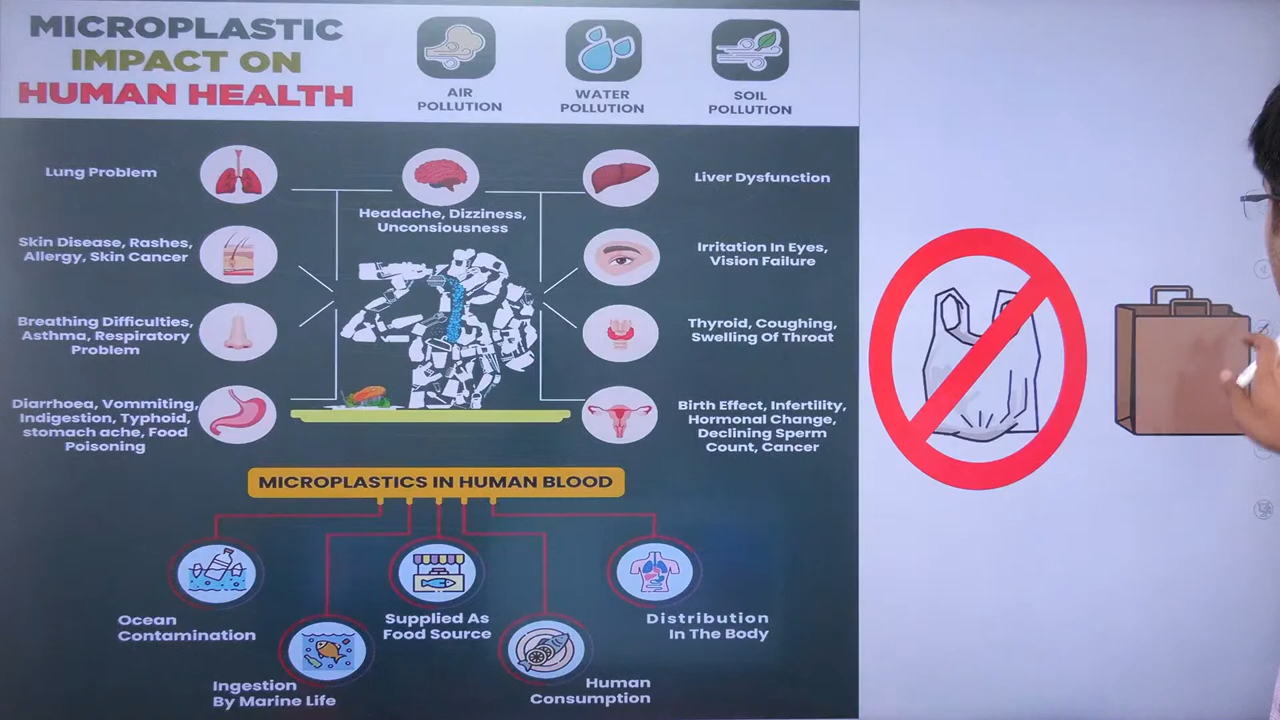 MICROPLASTIC
IMPACT ON
HUMAN HEALTH
AIR
POLLUTION
WATER
POLLUTION
SOIL
POLLUTION
Lung Problem
Headache, Dizziness,
Unconsiousness
Liver Dysfunction
Skin Disease, Rashes,
Allergy, Skin Cancer
Irritation In Eyes,
Vision Failure
Breathing Difficulties,
Asthma, Respiratory
Problem
Thyroid, Coughing,
Swelling Of Throat
Diarrhoea, Vommiting,
Indigestion, Typhoid,
stomach ache, Food
Poisoning
Birth Effect, Infertility,
Hormonal Change,
Declining Sperm
Count, Cancer
MICROPLASTICS IN HUMAN BLOOD
Ocean
Contamination
Ingestion
By Marine Life
Supplied As
Food Source
Human
Consumption
Distribution
In The Body